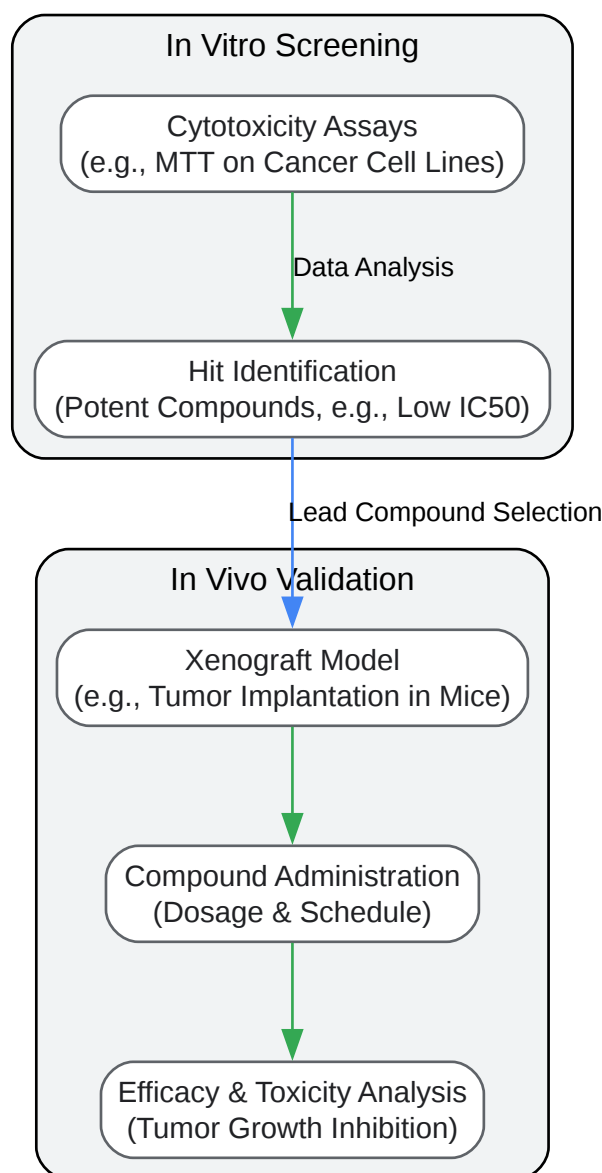 In Vitro Screening
Cytotoxicity Assays
(e.g., MTT on Cancer Cell Lines)
Data Analysis
Hit Identification
(Potent Compounds, e.g., Low IC50)
Lead Compound Selection
In Vivo Validation
Xenograft Model
(e.g., Tumor Implantation in Mice)
Compound Administration
(Dosage & Schedule)
Efficacy & Toxicity Analysis
(Tumor Growth Inhibition)